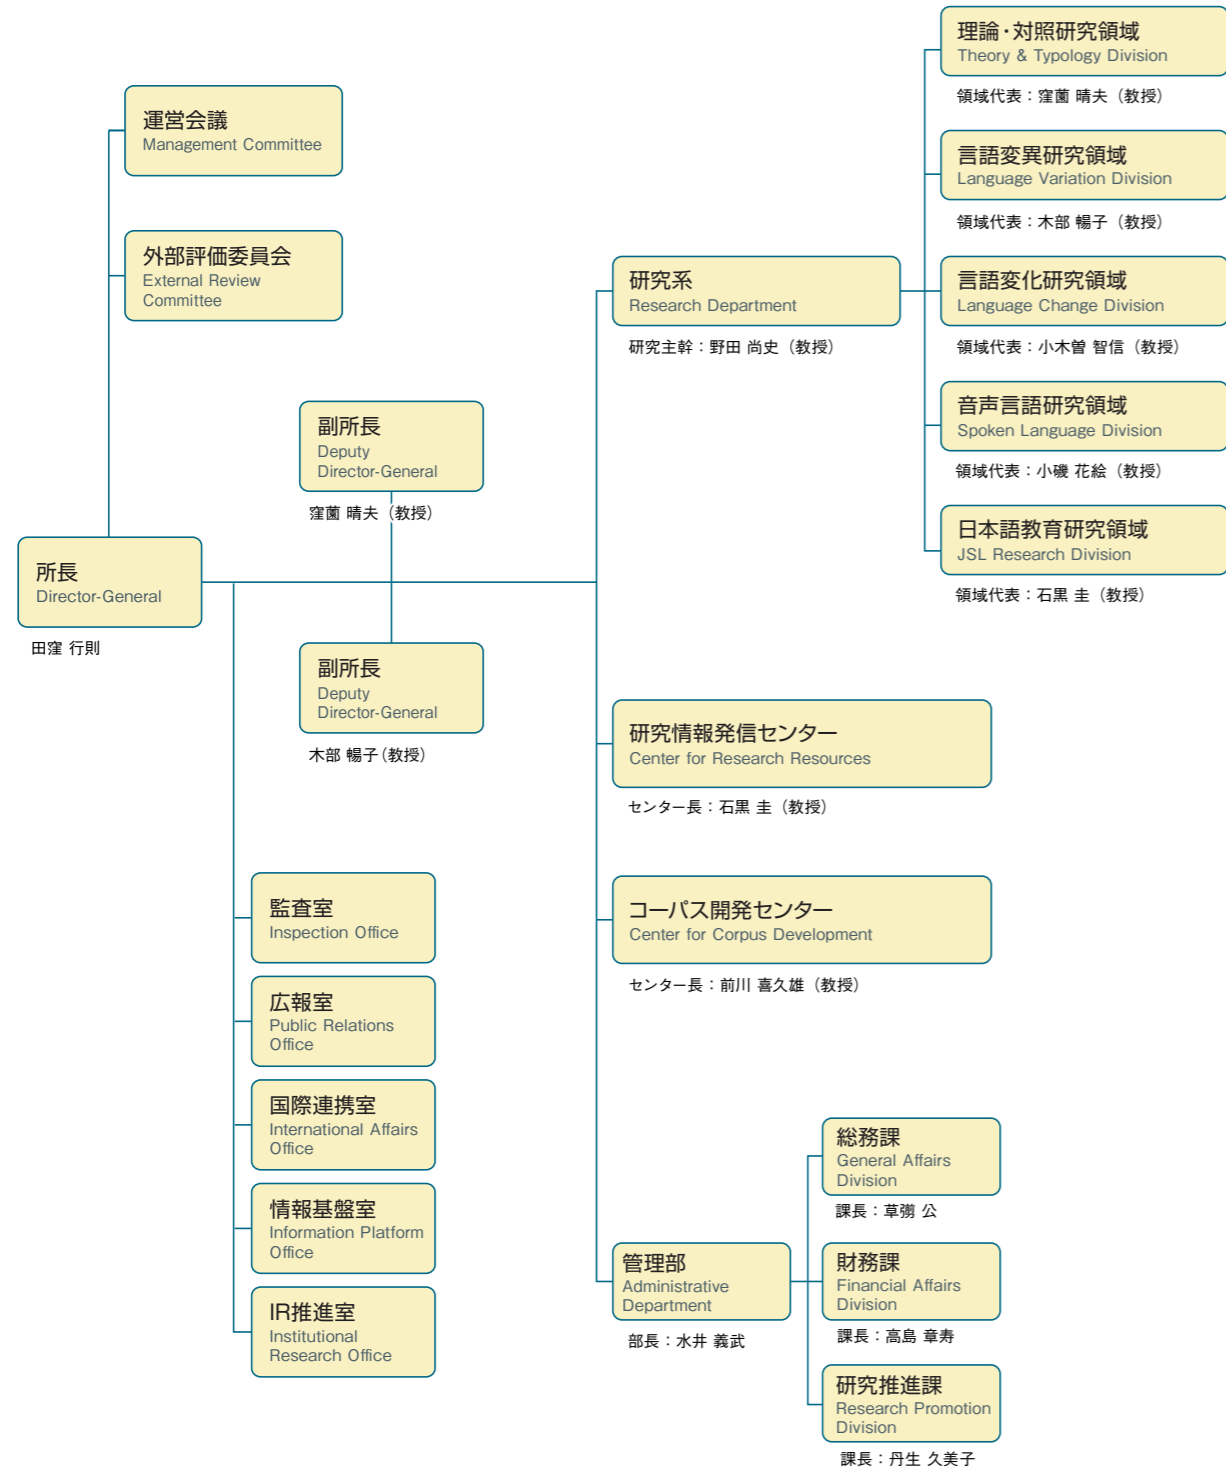 運営会議
Management Committee
外部評価委員会
External Review
Committee
所長
Director-General
田窪 行則
副所長
Deputy
Director-General
窪薗 晴夫（教授）
副所長
Deputy
Director-General
木部 暢子（教授）
監査室
Inspection Office
広報室
Public Relations
Office
国際連携室
International Affairs
Office
情報基盤室
Information Platform
Office
IR推進室
Institutional
Research Office
研究系
Research Department
研究主幹：野田 尚史（教授）
理論・対照研究領域
Theory & Typology Division
領域代表：窪薗 晴夫（教授）
言語変異研究領域
Language Variation Division
領域代表：木部 暢子（教授）
言語変化研究領域
Language Change Division
領域代表：小木曽 智信（教授）
音声言語研究領域
Spoken Language Division
領域代表：小磯 花絵（教授）
日本語教育研究領域
JSL Research Division
領域代表：石黒 圭（教授）
研究情報発信センター
Center for Research Resources
センター長：石黒 圭（教授）
コーパス開発センター
Center for Corpus Development
センター長：前川 喜久雄（教授）
管理部
Administrative
Department
部長：水井 義武
総務課
General Affairs
Division
課長：草彅 公
財務課
Financial Affairs
Division
課長：高島 章寿
研究推進課
Research Promotion
Division
課長：丹生 久美子